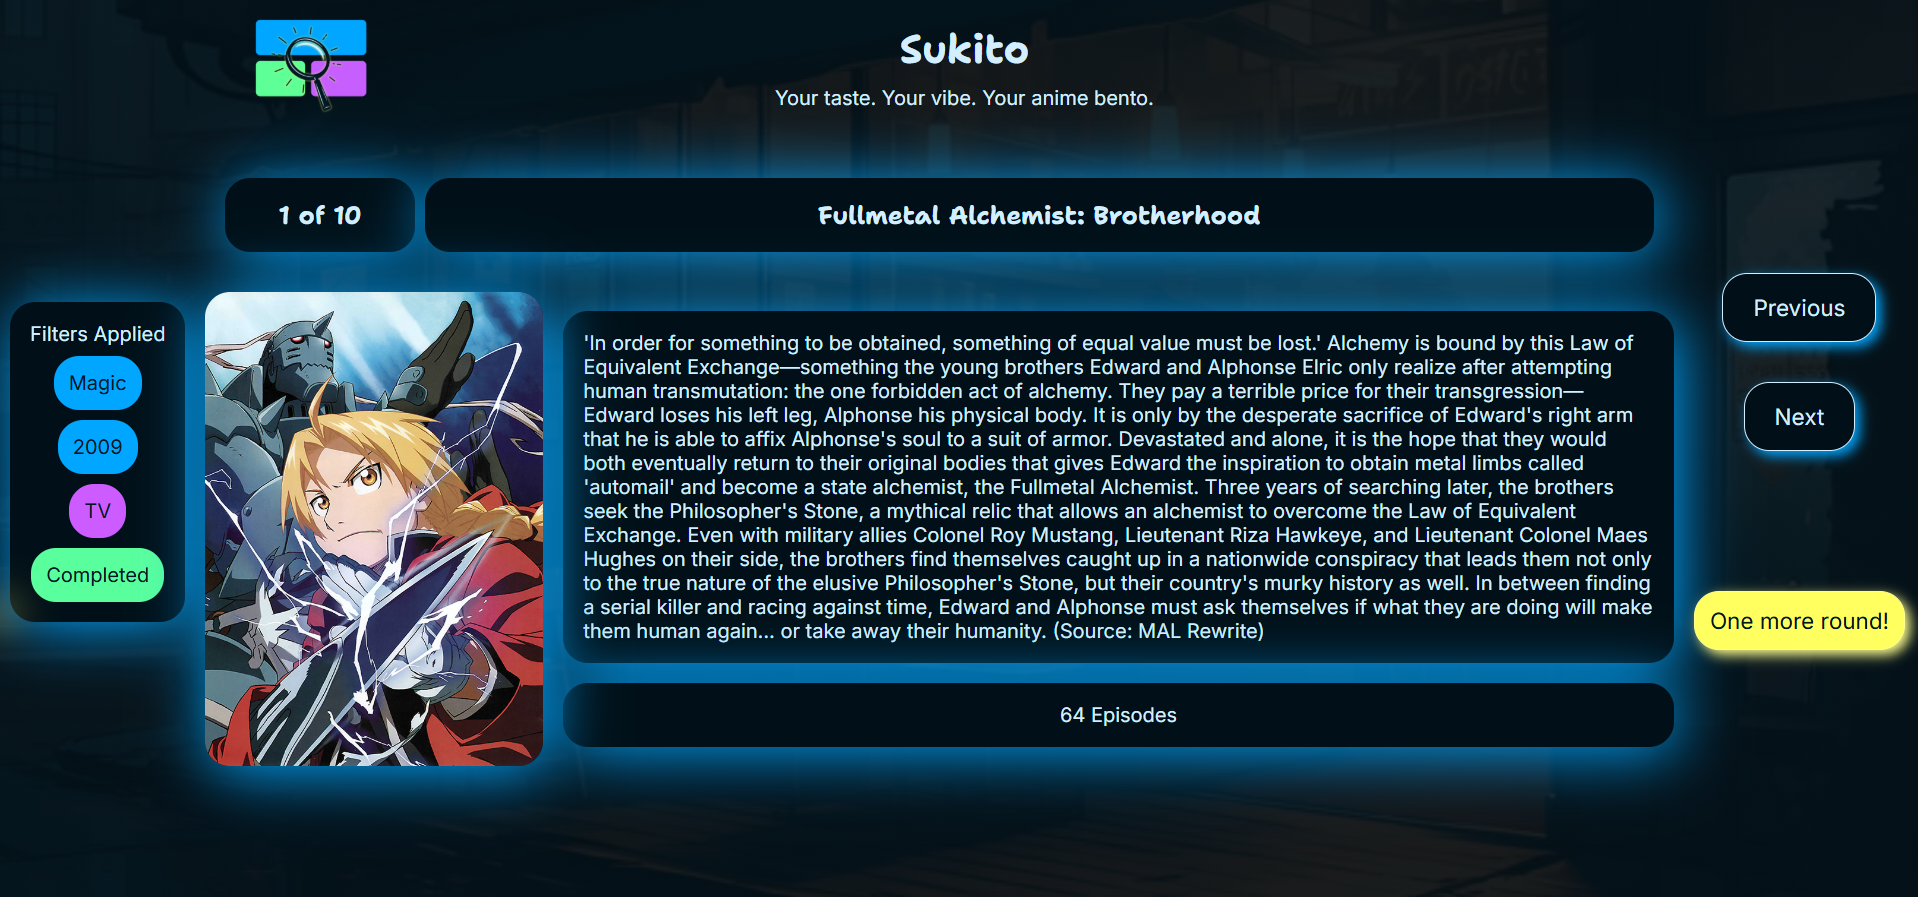 Sukito
Your taste. Your vibe. Your anime bento.
1 of 10
Fullmetal Alchemist: Brotherhood
Filters Applied
Magic
2009
TV
Completed
'In order for something to be obtained, something of equal value must be lost.' Alchemy is bound by this Law of
Equivalent Exchange—something the young brothers Edward and Alphonse Elric only realize after attempting
human transmutation: the one forbidden act of alchemy. They pay a terrible price for their transgression—
Edward loses his left leg, Alphonse his physical body. It is only by the desperate sacrifice of Edward's right arm
that he is able to affix Alphonse's soul to a suit of armor. Devastated and alone, it is the hope that they would
both eventually return to their original bodies that gives Edward the inspiration to obtain metal limbs called
'automail' and become a state alchemist, the Fullmetal Alchemist. Three years of searching later, the brothers
seek the Philosopher's Stone, a mythical relic that allows an alchemist to overcome the Law of Equivalent
Exchange. Even with military allies Colonel Roy Mustang, Lieutenant Riza Hawkeye, and Lieutenant Colonel Maes
Hughes on their side, the brothers find themselves caught up in a nationwide conspiracy that leads them not only
to the true nature of the elusive Philosopher's Stone, but their country's murky history as well. In between finding
a serial killer and racing against time, Edward and Alphonse must ask themselves if what they are doing will make
them human again... or take away their humanity. (Source: MAL Rewrite)
64 Episodes
Previous
Next
One more round!